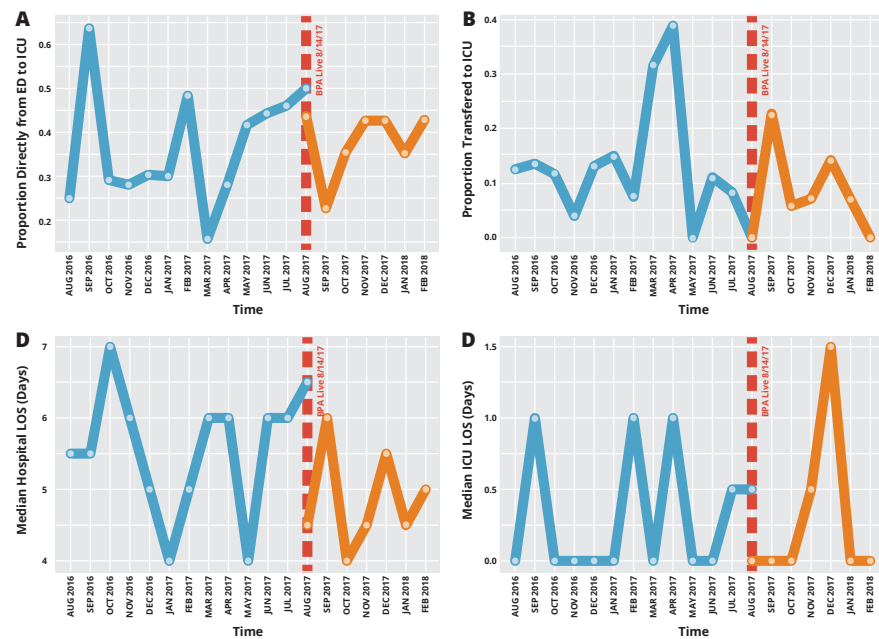 A
Proportion Directly from ED to ICU
0.6
0.5
0.4
0.3
0.2
BPA Live 8/14/17
AUG 2016
SEP 2016
OCT 2016
NOV 2016
DEC 2016
JAN 2017
FEB 2017
MAR 2017
APR 2017
MAY 2017
JUN 2017
JUL 2017
AUG 2017
SEP 2017
OCT 2017
NOV 2017
DEC 2017
JAN 2018
FEB 2018
Time
B
Proportion Transfered to ICU
0.4
0.3
0.2
0.1
0.0
BPA Live 8/14/17
AUG 2016
SEP 2016
OCT 2016
NOV 2016
DEC 2016
JAN 2017
FEB 2017
MAR 2017
APR 2017
MAY 2017
JUN 2017
JUL 2017
AUG 2017
SEP 2017
OCT 2017
NOV 2017
DEC 2017
JAN 2018
FEB 2018
Time
D
Median Hospital LOS (Days)
7
6
5
4
BPA Live 8/14/17
AUG 2016
SEP 2016
OCT 2016
NOV 2016
DEC 2016
JAN 2017
FEB 2017
MAR 2017
APR 2017
MAY 2017
JUN 2017
JUL 2017
AUG 2017
SEP 2017
OCT 2017
NOV 2017
DEC 2017
JAN 2018
FEB 2018
Time
D
Median ICU LOS (Days)
1.5
1.0
0.5
0.0
BPA Live 8/14/17
AUG 2016
SEP 2016
OCT 2016
NOV 2016
DEC 2016
JAN 2017
FEB 2017
MAR 2017
APR 2017
MAY 2017
JUN 2017
JUL 2017
AUG 2017
SEP 2017
OCT 2017
NOV 2017
DEC 2017
JAN 2018
FEB 2018
Time